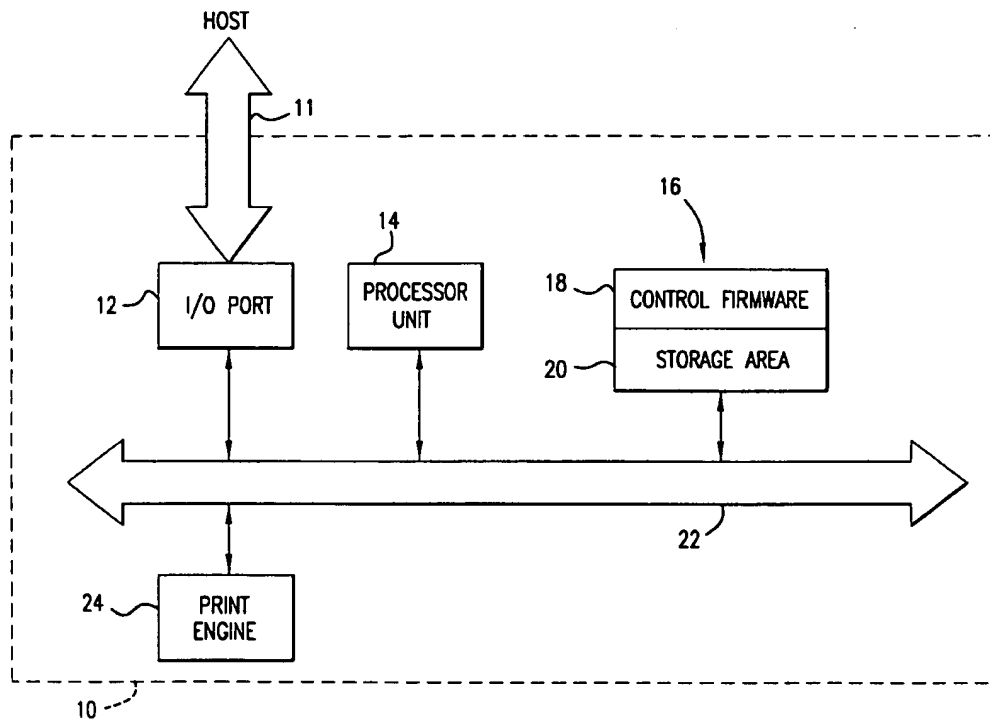 HOST
11
16
14
12
I/O PORT
PROCESSOR
UNIT
18
CONTROL FIRMWARE
20
STORAGE AREA
22
24
PRINT
ENGINE
10